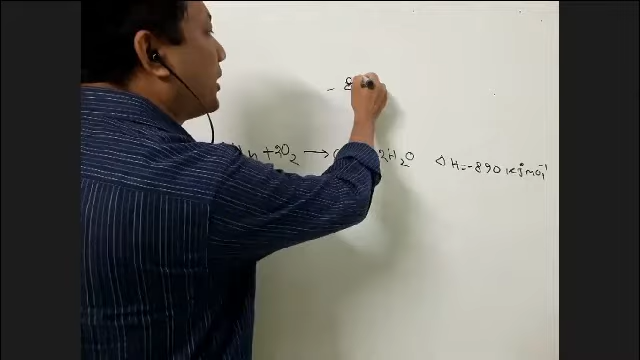 - 8
+ 2O₂ → 2H₂O ΔH = -890 kJ mol⁻¹